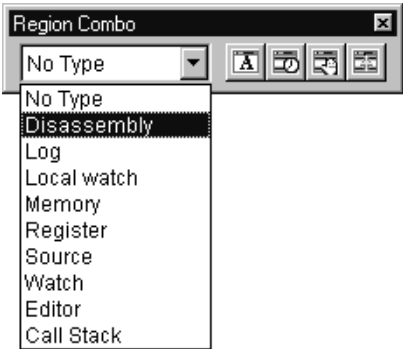 Region Combo
No Type
A
No Type
Disassembly
Log
Local watch
Memory
Register
Source
Watch
Editor
Call Stack